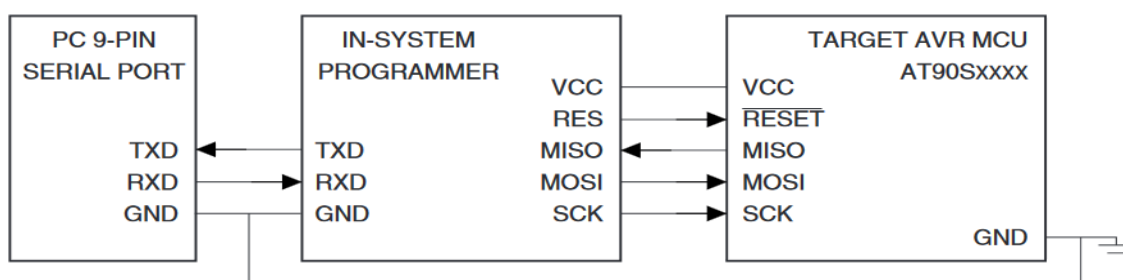 PC 9-PIN
SERIAL PORT
TXD
RXD
GND
IN-SYSTEM
PROGRAMMER
VCC
RES
TXD
MISO
RXD
MOSI
GND
SCK
TARGET AVR MCU
AT90SXXXX
VCC
RESET
MISO
MOSI
SCK
GND